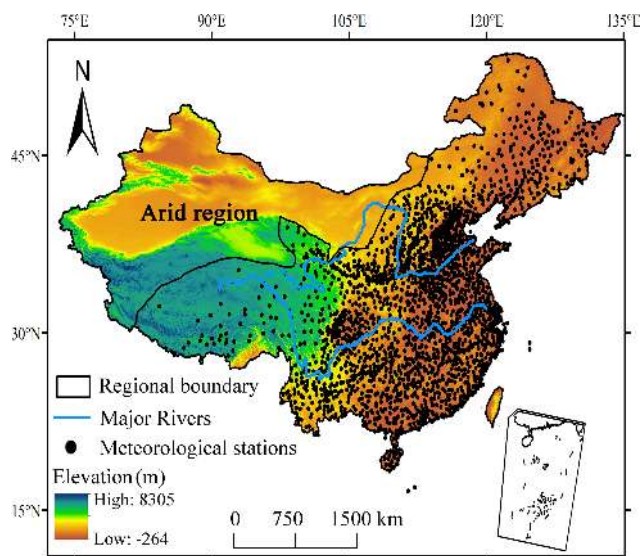 75°E 90°E 105°E 120°E 135°E
N
45°N
Arid region
30°N
Regional boundary
Major Rivers
Meteorological stations
Elevation (m)
High: 8305
Low: -264
15°N
0 750 1500 km